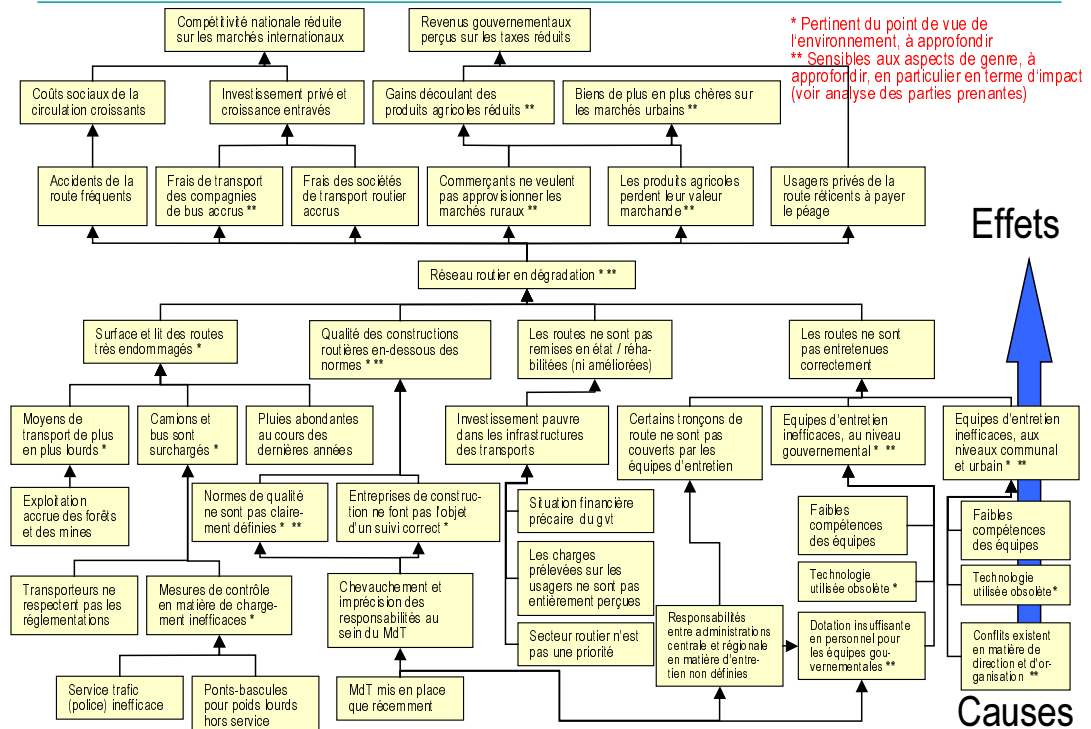 Compétitivité nationale réduite
sur les marchés internationaux
Revenus gouvernementaux
perçus sur les taxes réduits
* Pertinent du point de vue de
l'environnement, à approfondir
** Sensibles aux aspects de genre, à
approfondir, en particulier en terme d'impact
(voir analyse des parties prenantes)
Coûts sociaux de la
circulation croissants
Investissement privé et
croissance entravés
Gains découlant des
produits agricoles réduits **
Biens de plus en plus chères sur
les marchés urbains **
Accidents de la
route fréquents
Frais de transport
des compagnies
de bus accrus **
Frais des sociétés
de transport routier
accrus
Commerçants ne veulent
pas approvisionner les
marchés ruraux **
Les produits agricoles
perdent leur valeur
marchande **
Usagers privés de la
route réticents à payer
le péage
Effets
Réseau routier en dégradation * **
Surface et lit des routes
très endommagés *
Qualité des constructions
routières en-dessous des
normes * **
Les routes ne sont pas
remises en état / réha-
bilitées (ni améliorées)
Les routes ne sont
pas entretenues
correctement
Moyens de
transport de plus
en plus lourds *
Camions et
bus sont
surchargés *
Pluies abondantes
au cours des
dernières années
Investissement pauvre
dans les infrastructures
des transports
Certains tronçons de
route ne sont pas
couverts par les
équipes d'entretien
Equipes d'entretien
inefficaces, au niveau
gouvernemental * **
Equipes d'entretien
inefficaces, aux
niveaux communal
et urbain * **
Exploitation
accrue des forêts
et des mines
Normes de qualité
ne sont pas claire-
ment définies * **
Entreprises de construc-
tion ne font pas l'objet
d'un suivi correct *
Situation financière
précaire du gvt
Faibles
compétences
des équipes
Faibles
compétences
des équipes
Les charges
prélevées sur les
usagers ne sont pas
entièrement perçues
Technologie
utilisée obsolète *
Technologie
utilisée obsolète*
Transporteurs ne
respectent pas les
réglementations
Mesures de contrôle
en matière de charge-
ment inefficaces *
Chevauchement et
imprécision des
responsabilités au
sein du MdT
Secteur routier n'est
pas une priorité
Responsabilités
entre administrations
centrale et régionale
en matière d'entre-
tien non définies
Dotation insuffisante
en personnel pour
les équipes gou-
vernementales **
Conflits existent
en matière de
direction et d'or-
ganisation **
Service trafic
(police) inefficace
Ponts-bascules
pour poids lourds
hors service
MdT mis en place
que récemment
Causes